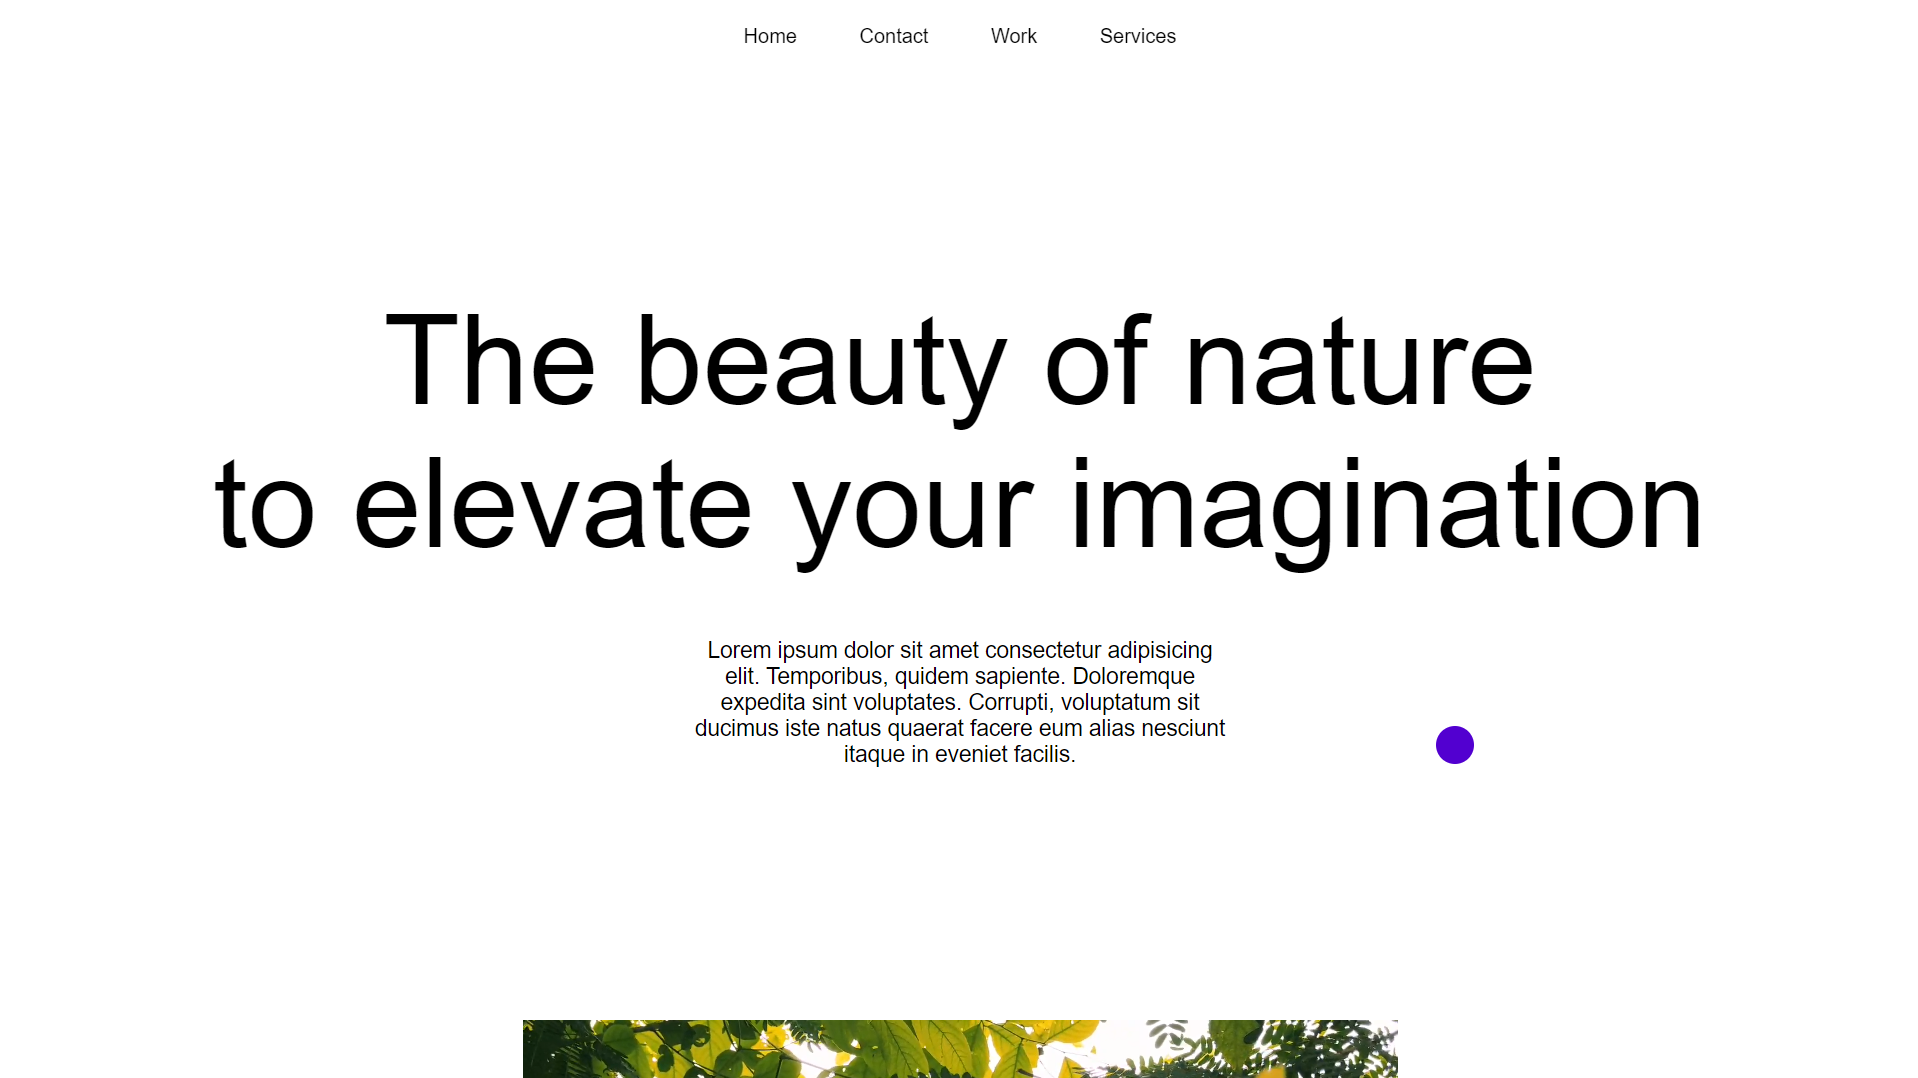 Home Contact Work Services
The beauty of nature
to elevate your imagination
Lorem ipsum dolor sit amet consectetur adipisicing
elit. Temporibus, quidem sapiente. Doloremque
expedita sint voluptates. Corrupti, voluptatum sit
ducimus iste natus quaerat facere eum alias nesciunt
itaque in eveniet facilis.